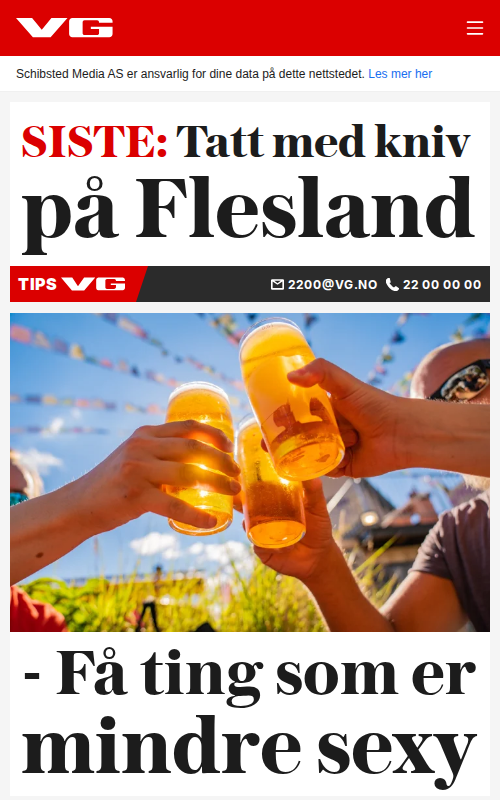 VG
Schibsted Media AS er ansvarlig for dine data på dette nettstedet. Les mer her
SISTE: Tatt med kniv
på Flesland
TIPS VG 2200@VG.NO 22 00 00 00
- Få ting som er
mindre sexy